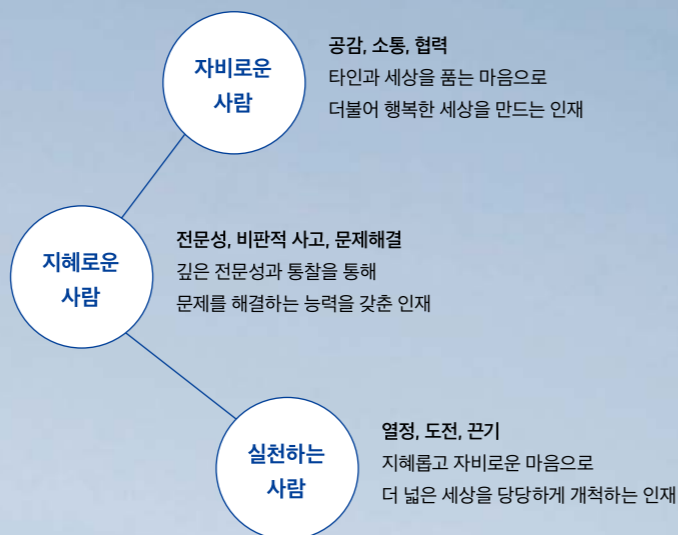 자비로운
사람
공감, 소통, 협력
타인과 세상을 품는 마음으로
더불어 행복한 세상을 만드는 인재
지혜로운
사람
전문성, 비판적 사고, 문제해결
깊은 전문성과 통찰을 통해
문제를 해결하는 능력을 갖춘 인재
실천하는
사람
열정, 도전, 끈기
지혜롭고 자비로운 마음으로
더 넓은 세상을 당당하게 개척하는 인재